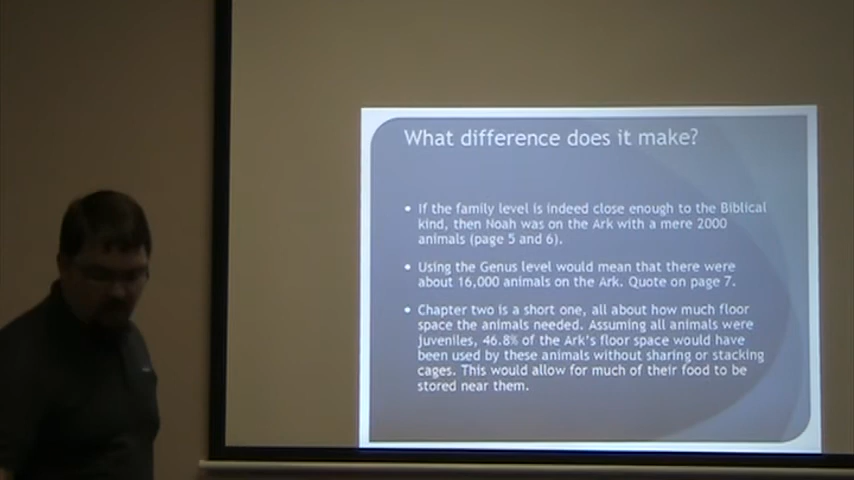 What difference does it make?
• If the family level is indeed close enough to the Biblical
kind, then Noah was on the Ark with a mere 2000
animals (page 5 and 6).
• Using the Genus level would mean that there were
about 16,000 animals on the Ark. Quote on page 7.
• Chapter two is a short one, all about how much floor
space the animals needed. Assuming all animals were
juveniles, 46.8% of the Ark's floor space would have
been used by these animals without sharing or stacking
cages. This would allow for much of their food to be
stored near them.